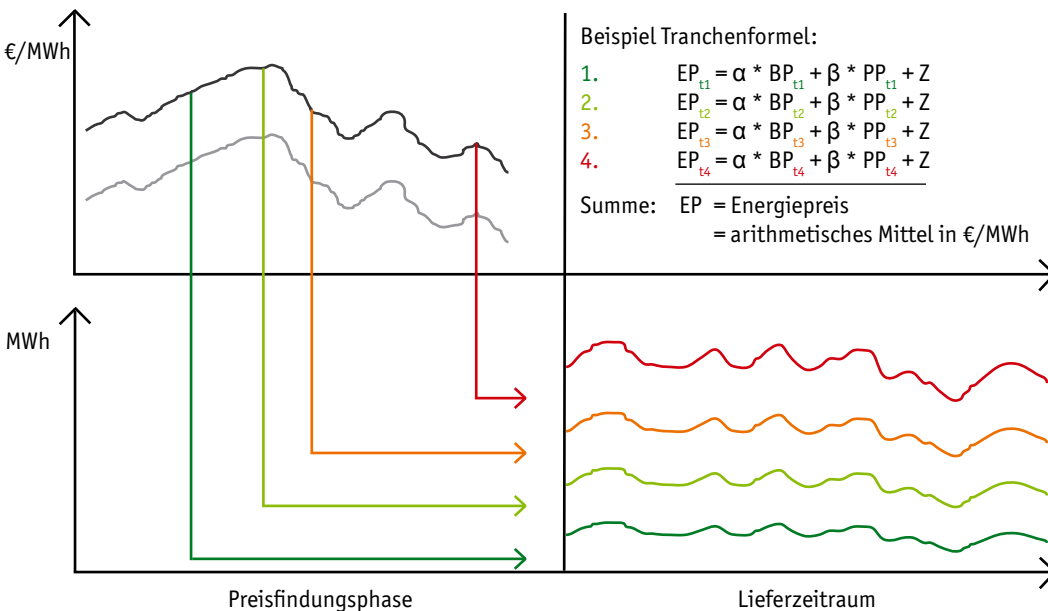 €/MWh
Beispiel Tranchenformel:
1. EPt1 = α * BPt1 + β * PPt1 + Z
2. EPt2 = α * BPt2 + β * PPt2 + Z
3. EPt3 = α * BPt3 + β * PPt3 + Z
4. EPt4 = α * BPt4 + β * PPt4 + Z
Summe: EP = Energiepreis
= arithmetisches Mittel in €/MWh
MWh
Preisfindungsphase
Lieferzeitraum